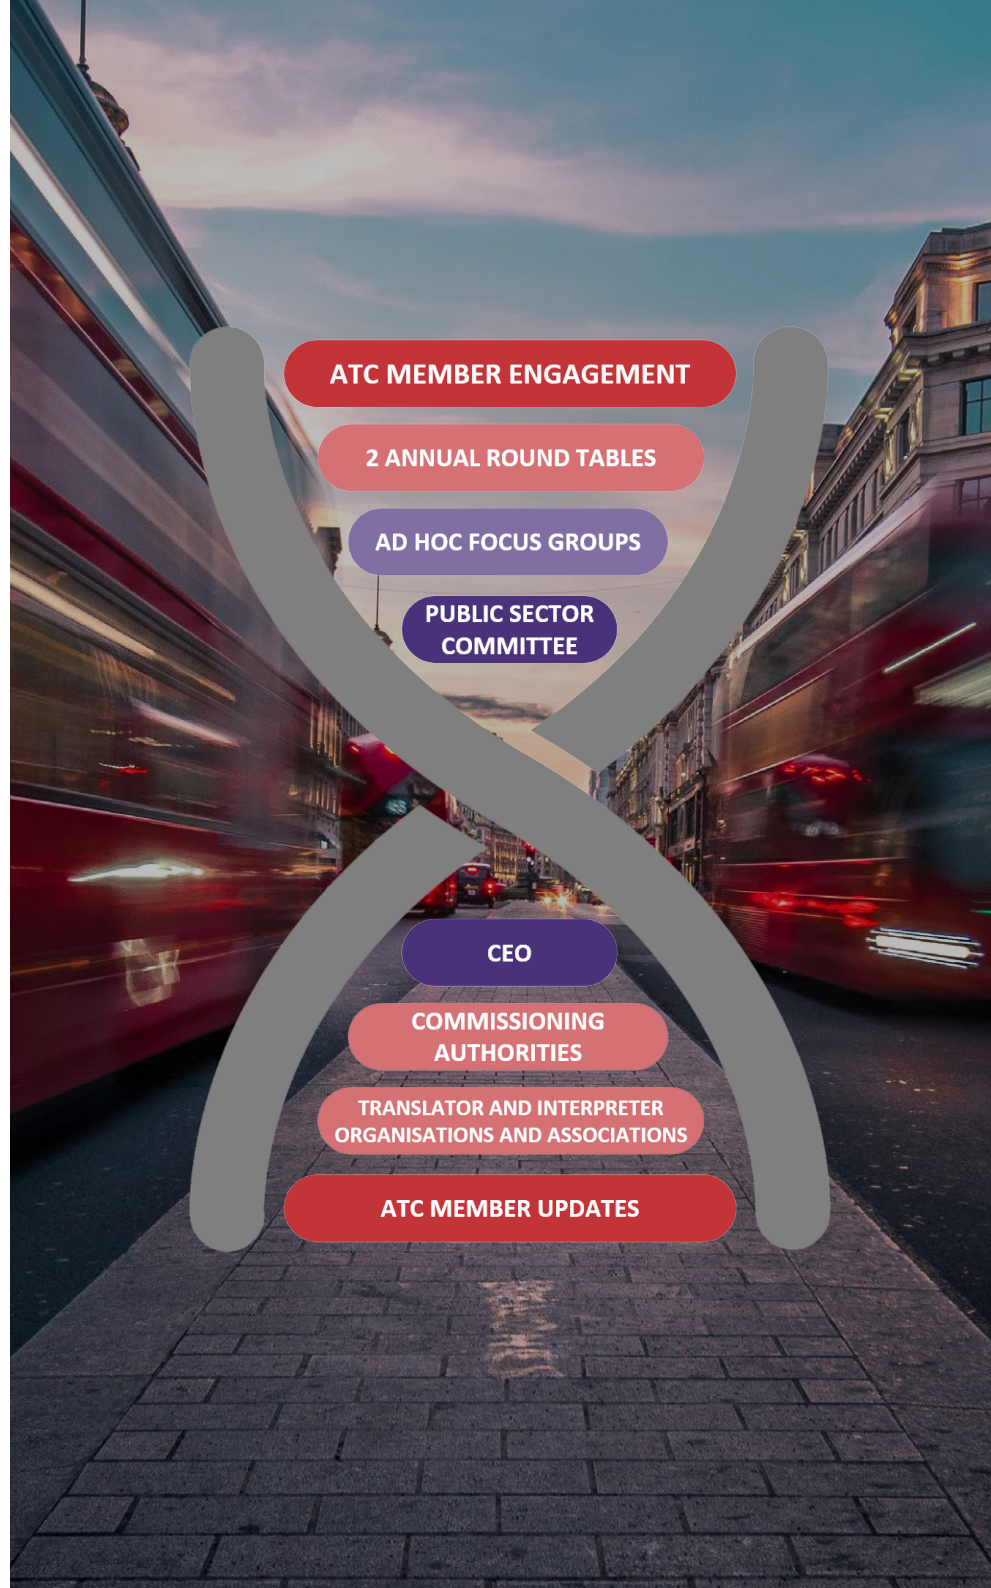 ATC MEMBER ENGAGEMENT
2 ANNUAL ROUND TABLES
AD HOC FOCUS GROUPS
PUBLIC SECTOR
COMMITTEE
CEO
COMMISSIONING
AUTHORITIES
TRANSLATOR AND INTERPRETER
ORGANISATIONS AND ASSOCIATIONS
ATC MEMBER UPDATES